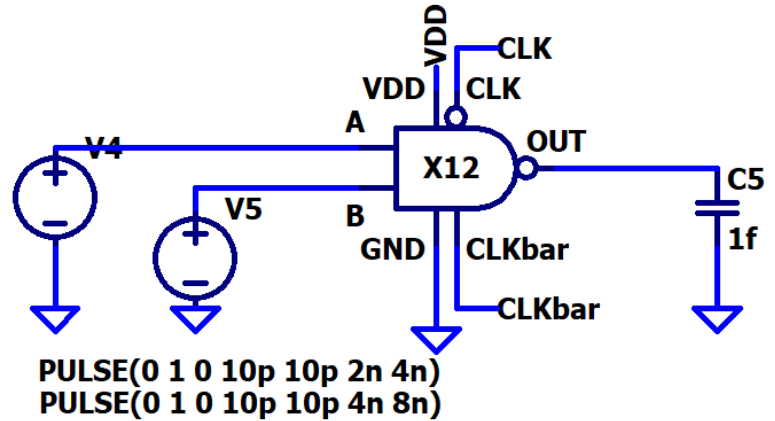 VDD
CLK
VDD
CLK
A
V4
OUT
X12
C5
V5
B
1f
GND
CLKbar
CLKbar
PULSE(0 1 0 10p 10p 2n 4n)
PULSE(0 1 0 10p 10p 4n 8n)